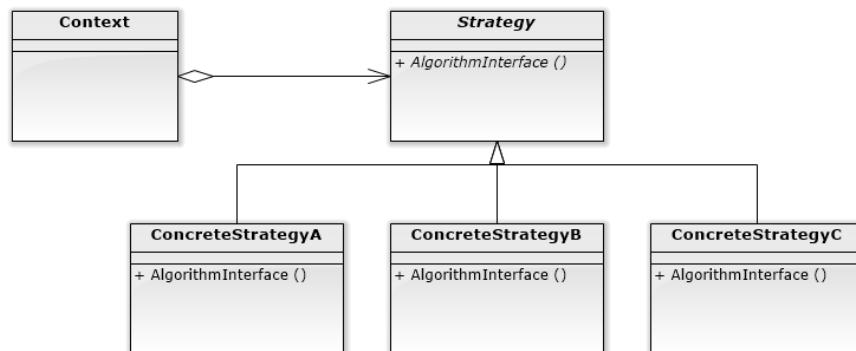 Context
Strategy
+ AlgorithmInterface ()
ConcreteStrategyA
+ AlgorithmInterface ()
ConcreteStrategyB
+ AlgorithmInterface ()
ConcreteStrategyC
+ AlgorithmInterface ()